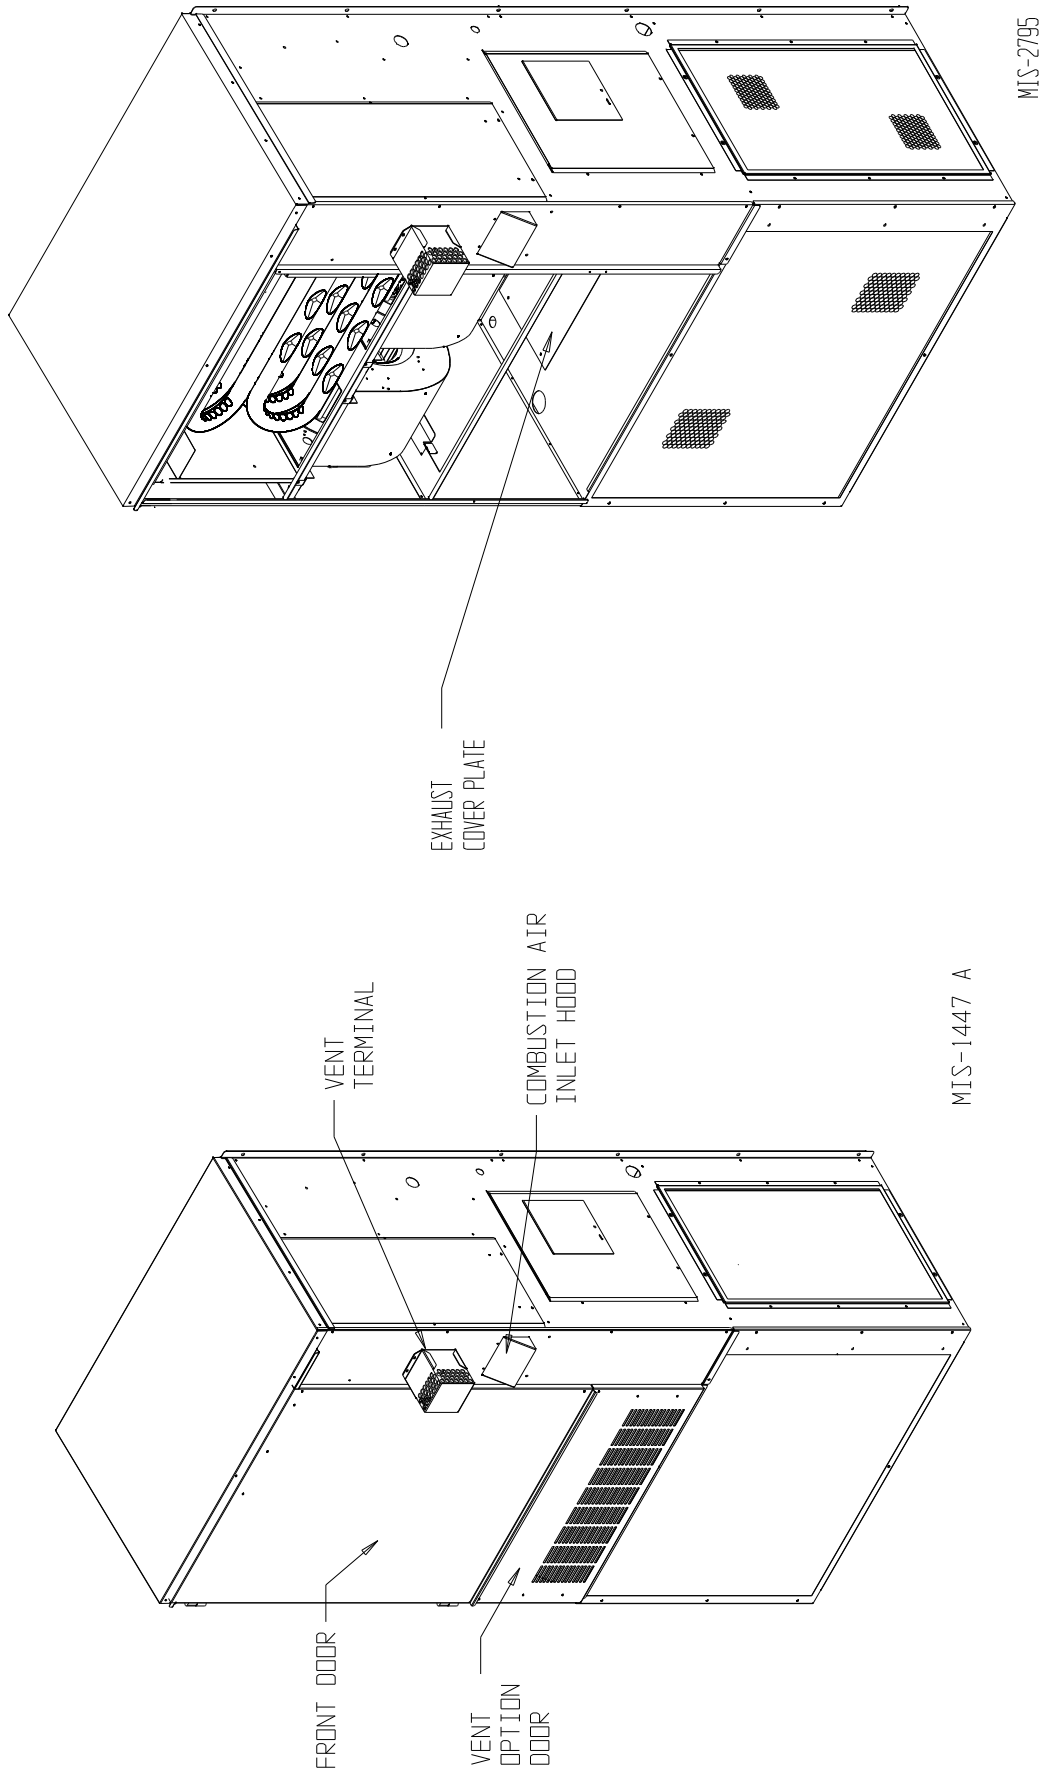 FRONT DOOR
VENT
OPTION
DOOR
VENT
TERMINAL
COMBUSTION AIR
INLET HOOD
MIS-1447 A
EXHAUST
COVER PLATE
MIS-2795